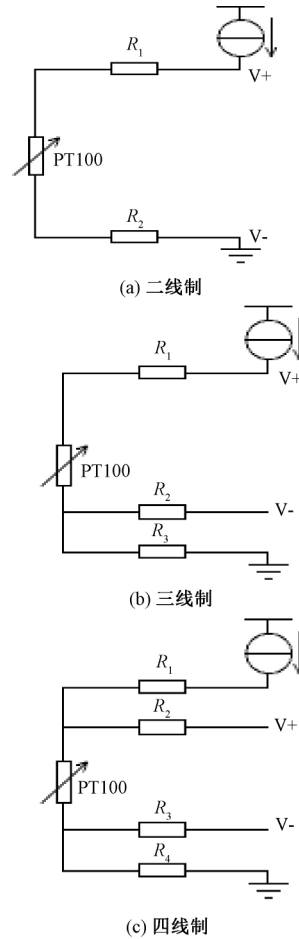 R1
V+
PT100
R2
V-
(a) 二线制
R1
V+
PT100
R2
V-
R3
(b) 三线制
R1
R2
V+
PT100
R3
V-
R4
(c) 四线制